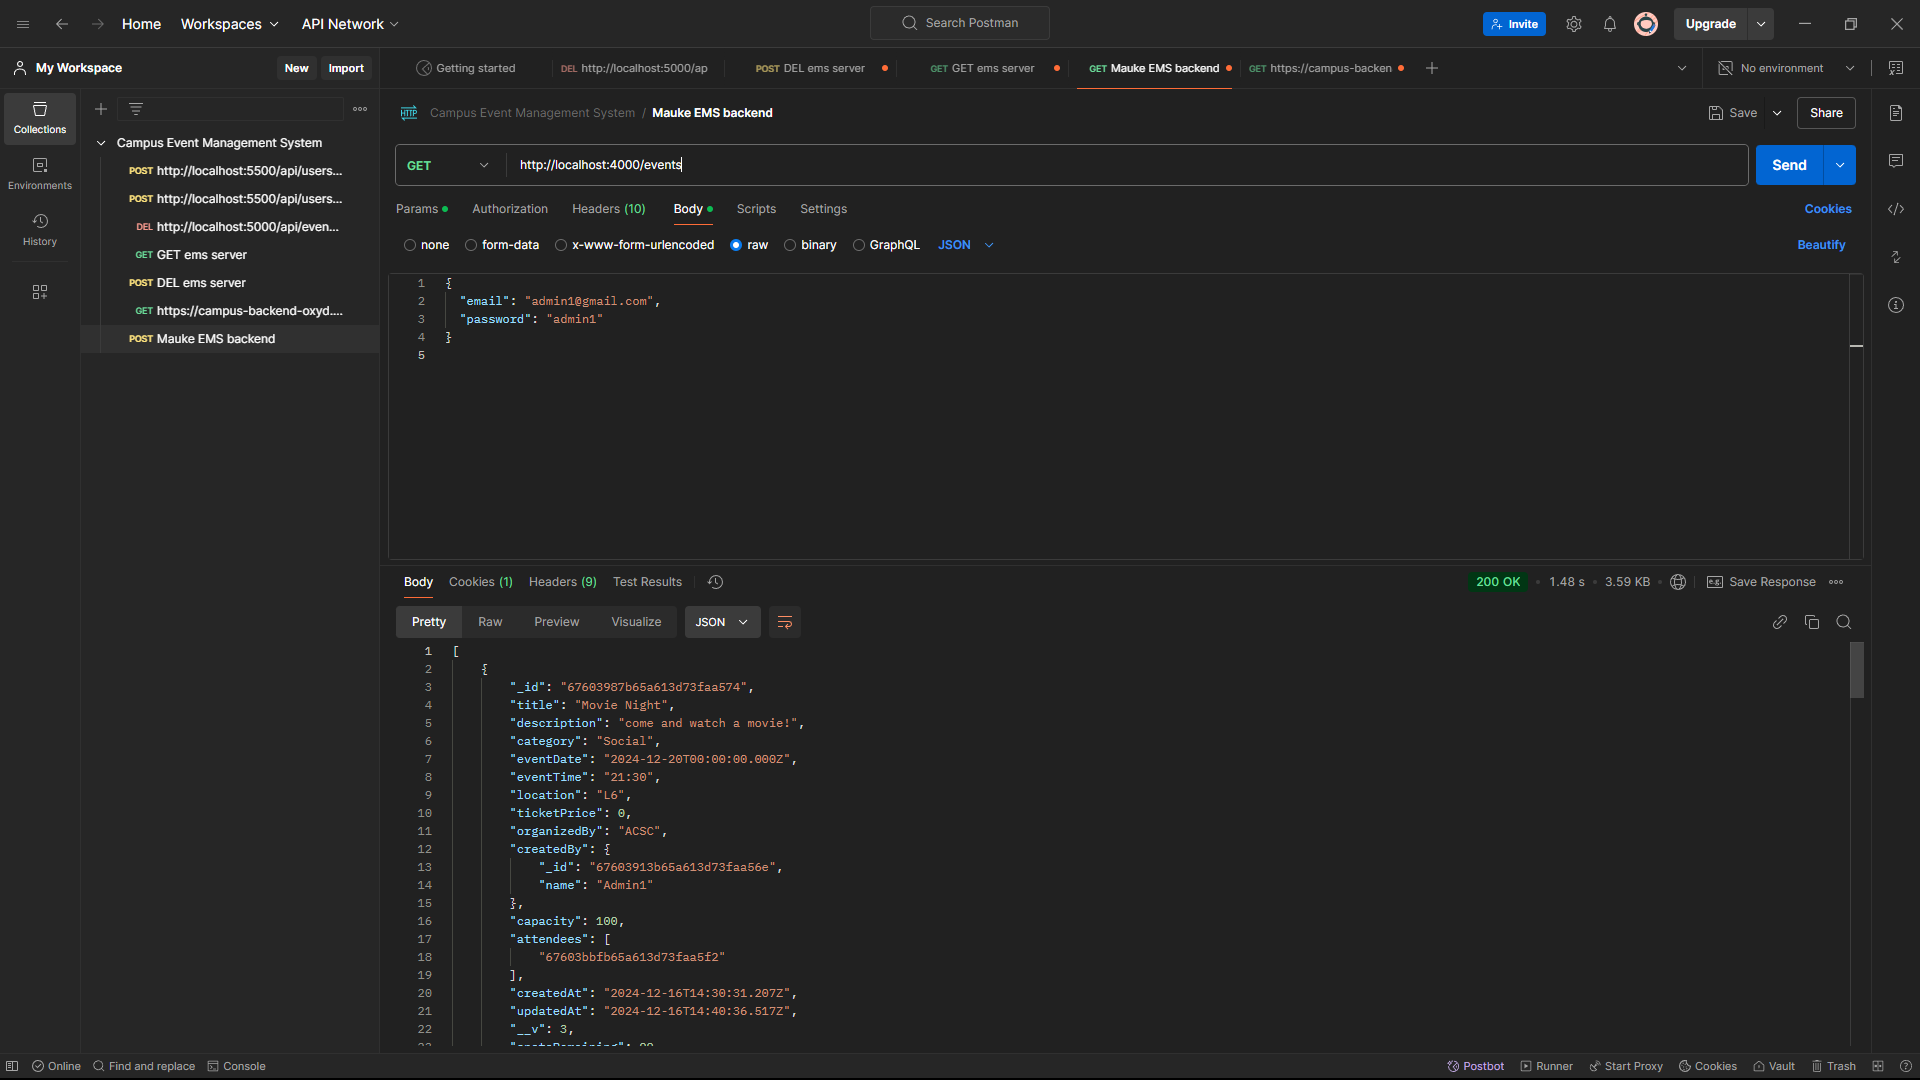 Home Workspaces API Network Search Postman Invite Upgrade
My Workspace New Import Getting started DEL http://localhost:5000/ap POST DEL ems server GET GET ems server GET Mauke EMS backend GET https://campus-backen No environment
Collections
Environments
History
Campus Event Management System
POST http://localhost:5500/api/users...
POST http://localhost:5500/api/users...
DEL http://localhost:5000/api/even...
GET GET ems server
POST DEL ems server
GET https://campus-backend-oxyd....
POST Mauke EMS backend
HTTP Campus Event Management System / Mauke EMS backend Save Share
GET http://localhost:4000/events Send
Params Authorization Headers (10) Body Scripts Settings Cookies
none form-data x-www-form-urlencoded raw binary GraphQL JSON Beautify
1 {
2 "email": "admin1@gmail.com",
3 "password": "admin1"
4 }
5
Body Cookies (1) Headers (9) Test Results 200 OK 1.48 s 3.59 KB e.g. Save Response
Pretty Raw Preview Visualize JSON
1 [
2 {
3 "_id": "67603987b65a613d73faa574",
4 "title": "Movie Night",
5 "description": "come and watch a movie!",
6 "category": "Social",
7 "eventDate": "2024-12-20T00:00:00.000Z",
8 "eventTime": "21:30",
9 "location": "L6",
10 "ticketPrice": 0,
11 "organizedBy": "ACSC",
12 "createdBy": {
13 "_id": "67603913b65a613d73faa56e",
14 "name": "Admin1"
15 },
16 "capacity": 100,
17 "attendees": [
18 "67603bbfb65a613d73faa5f2"
19 ],
20 "createdAt": "2024-12-16T14:30:31.207Z",
21 "updatedAt": "2024-12-16T14:40:36.517Z",
22 "__v": 3,
Online Find and replace Console Postbot Runner Start Proxy Cookies Vault Trash